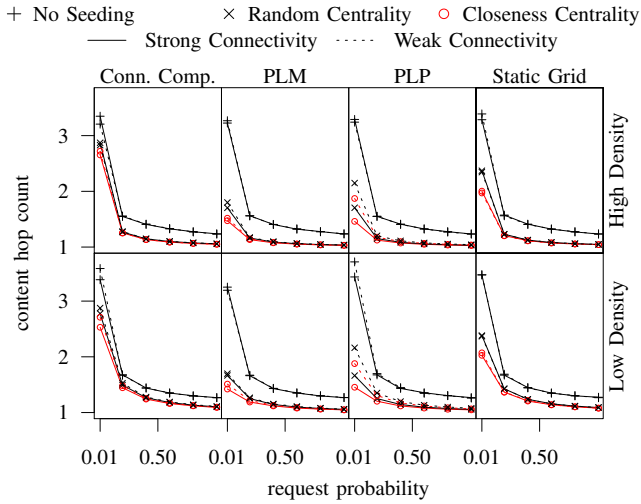 No Seeding Random Centrality Closeness Centrality
Strong Connectivity Weak Connectivity
Conn. Comp. PLM PLP Static Grid
3
2
1
High Density
content hop count
3
2
1
Low Density
0.01 0.50 0.01 0.50 0.01 0.50 0.01 0.50
request probability